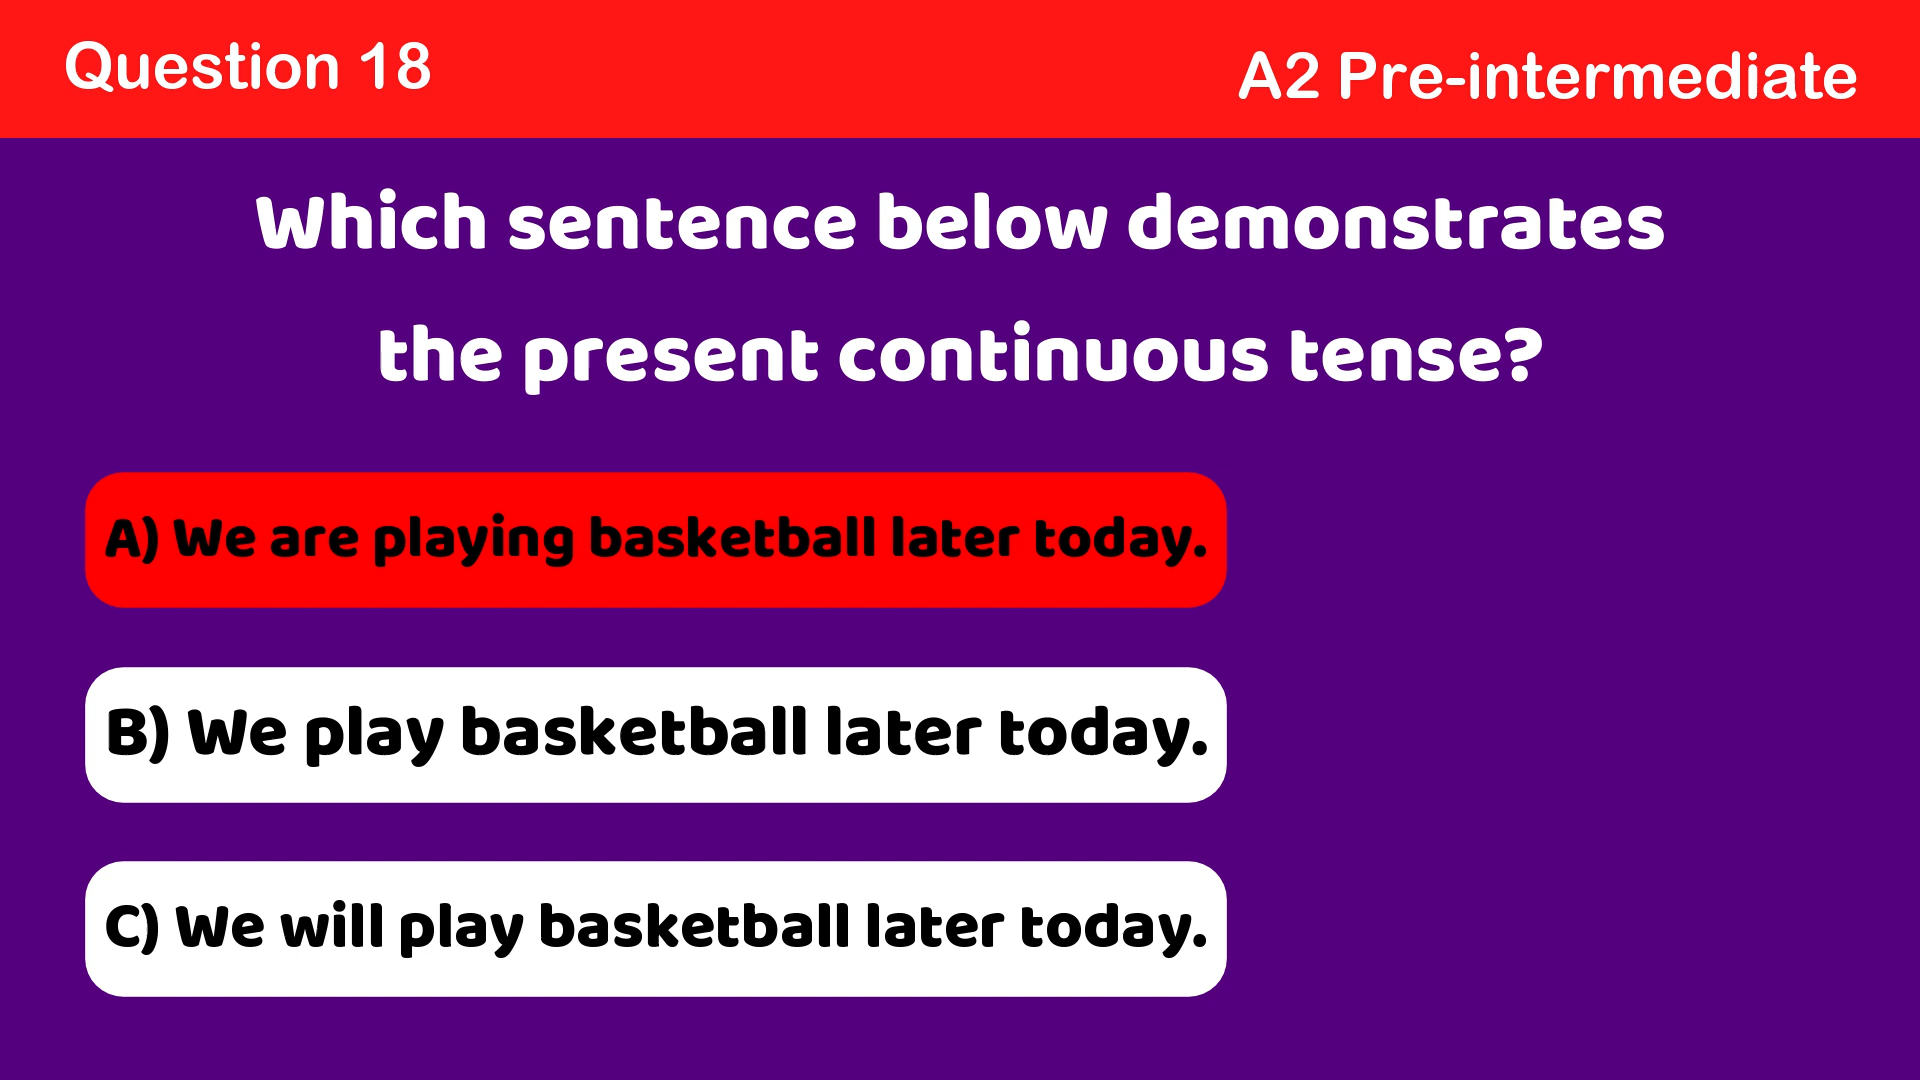 Question 18
A2 Pre-intermediate
Which sentence below demonstrates
the present continuous tense?
A) We are playing basketball later today.
B) We play basketball later today.
C) We will play basketball later today.